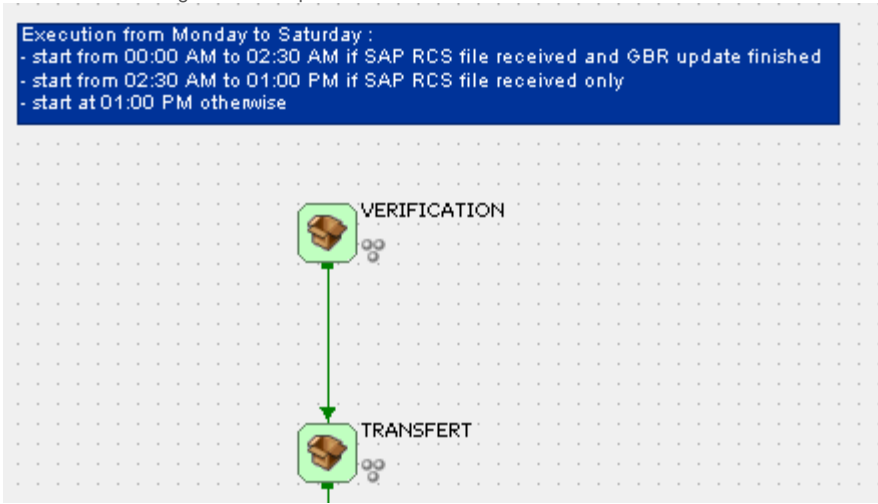 Execution from Monday to Saturday :
- start from 00:00 AM to 02:30 AM if SAP RCS file received and GBR update finished
- start from 02:30 AM to 01:00 PM if SAP RCS file received only
- start at 01:00 PM otherwise
VERIFICATION
TRANSFERT